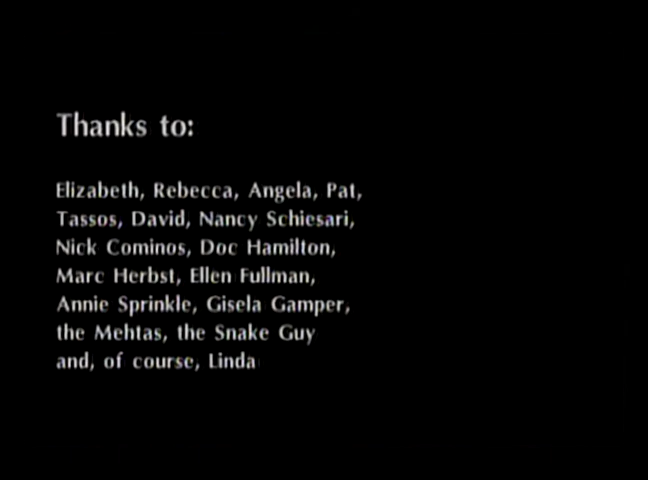 Thanks to:
Elizabeth, Rebecca, Angela, Pat,
Tassos, David, Nancy Schiesari,
Nick Cominos, Doc Hamilton,
Marc Herbst, Ellen Fullman,
Annie Sprinkle, Gisela Gamper,
the Mehtas, the Snake Guy
and, of course, Linda